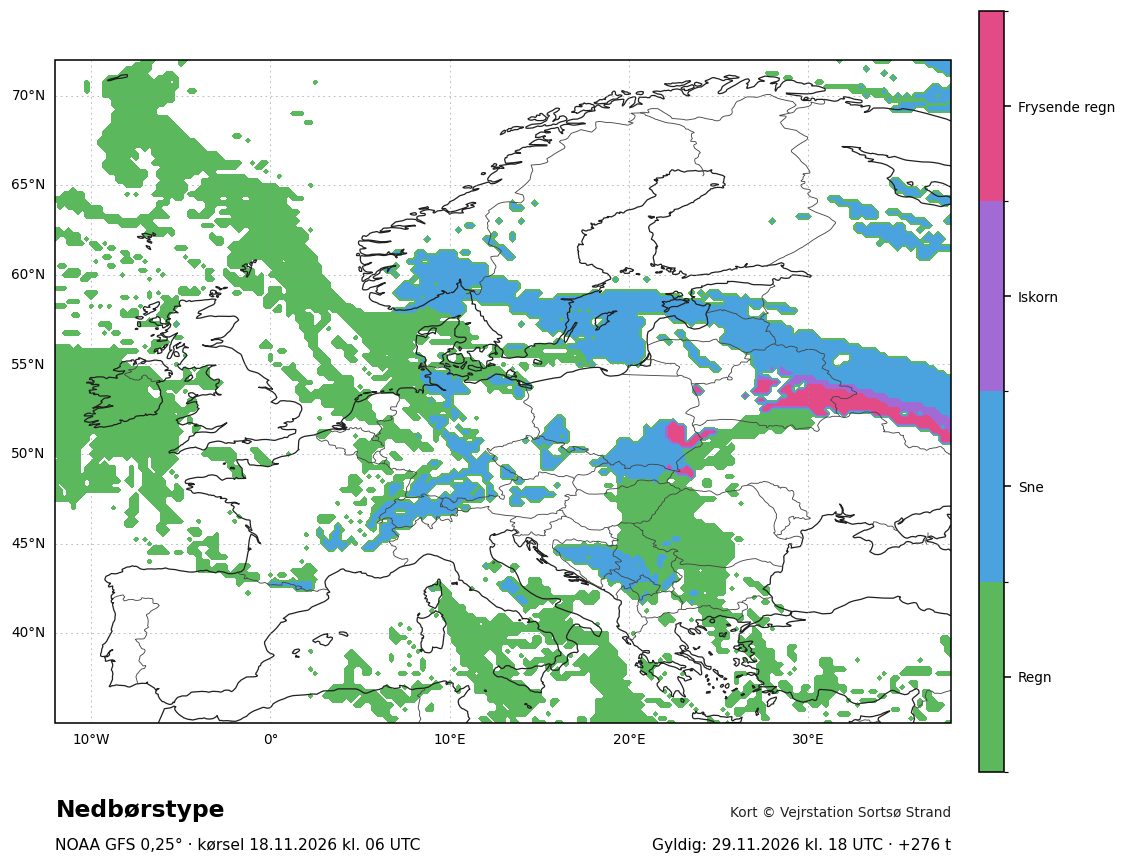 Frysende regn
Iskorn
Sne
Regn
70°N
65°N
60°N
55°N
50°N
45°N
40°N
10°W
0°
10°E
20°E
30°E
Nedbørstype
Kort © Vejrstation Sortsø Strand
NOAA GFS 0,25° · kørsel 18.11.2026 kl. 06 UTC
Gyldig: 29.11.2026 kl. 18 UTC · +276 t